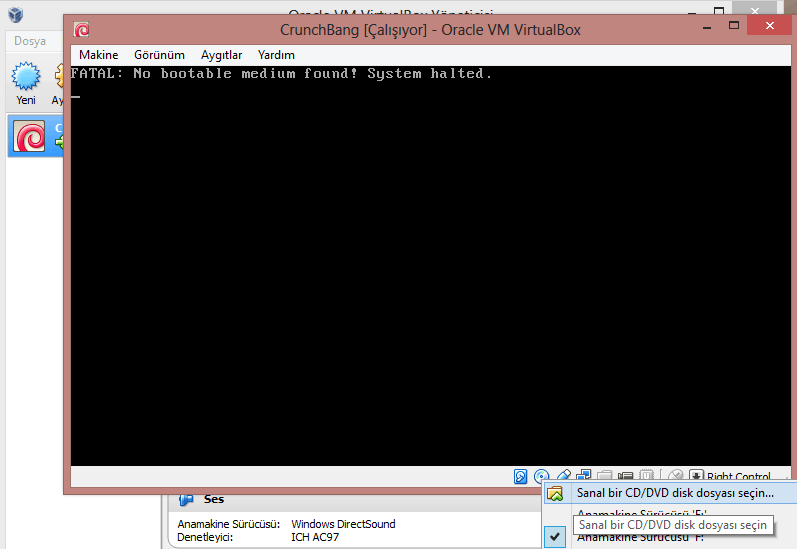 Oracle VM VirtualBox Yöneticisi
CrunchBang [Çalışıyor] - Oracle VM VirtualBox
Dosya
Makine Görünüm Aygıtlar Yardım
FATAL: No bootable medium found! System halted.
Yeni
Ay
C
Right Control
Sanal bir CD/DVD disk dosyası seçin...
Ses
Anamakine Sürücüsü 'E:'
Anamakine Sürücüsü: Windows DirectSound
Sanal bir CD/DVD disk dosyası seçin
Denetleyici: ICH AC97
Anamakine Sürücüsü 'F:'